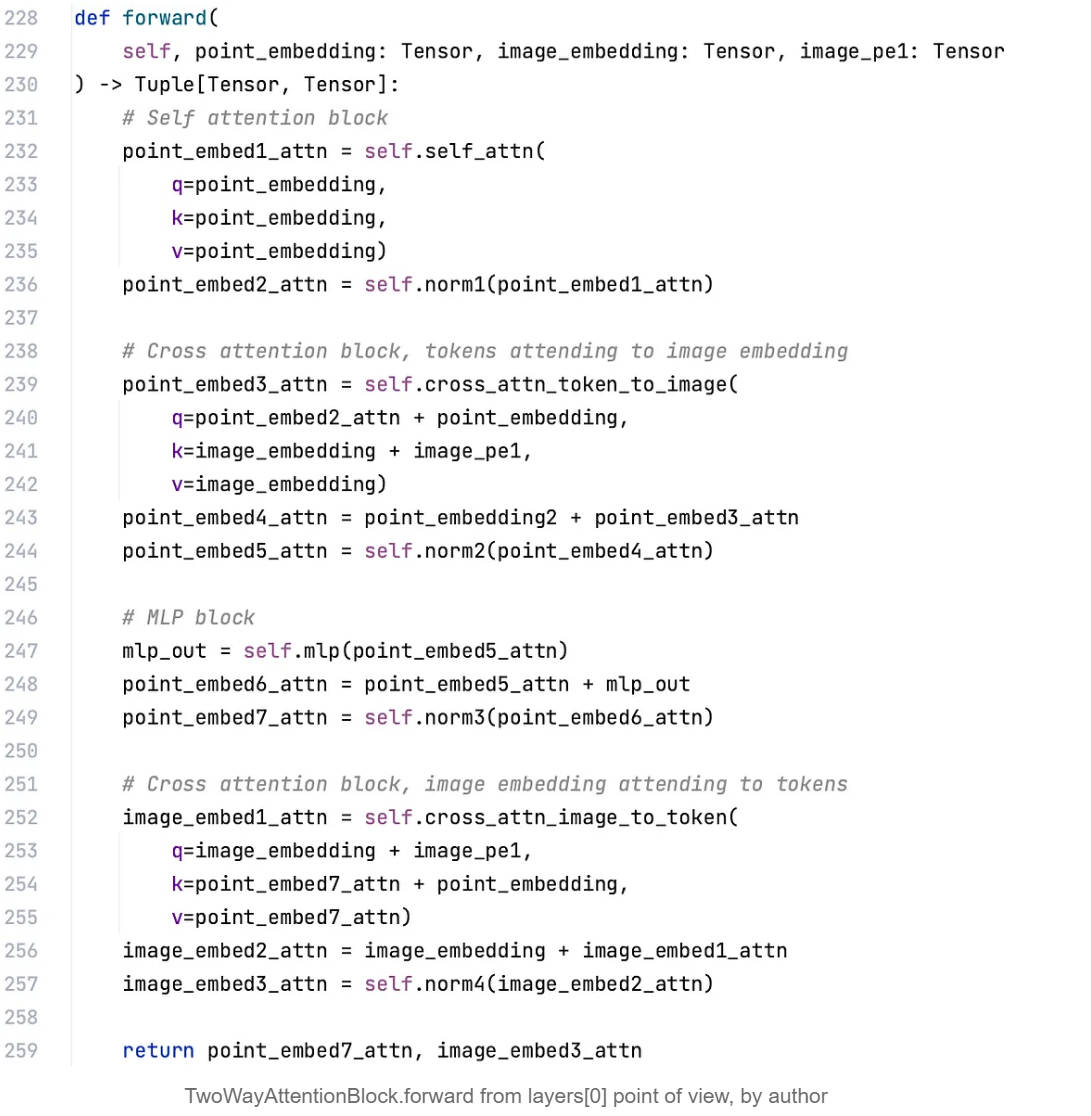 228 def forward(
229     self, point_embedding: Tensor, image_embedding: Tensor, image_pe1: Tensor
230 ) -> Tuple[Tensor, Tensor]:
231     # Self attention block
232     point_embed1_attn = self.self_attn(
233         q=point_embedding,
234         k=point_embedding,
235         v=point_embedding)
236     point_embed2_attn = self.norm1(point_embed1_attn)
237
238     # Cross attention block, tokens attending to image embedding
239     point_embed3_attn = self.cross_attn_token_to_image(
240         q=point_embed2_attn + point_embedding,
241         k=image_embedding + image_pe1,
242         v=image_embedding)
243     point_embed4_attn = point_embedding2 + point_embed3_attn
244     point_embed5_attn = self.norm2(point_embed4_attn)
245
246     # MLP block
247     mlp_out = self.mlp(point_embed5_attn)
248     point_embed6_attn = point_embed5_attn + mlp_out
249     point_embed7_attn = self.norm3(point_embed6_attn)
250
251     # Cross attention block, image embedding attending to tokens
252     image_embed1_attn = self.cross_attn_image_to_token(
253         q=image_embedding + image_pe1,
254         k=point_embed7_attn + point_embedding,
255         v=point_embed7_attn)
256     image_embed2_attn = image_embedding + image_embed1_attn
257     image_embed3_attn = self.norm4(image_embed2_attn)
258
259     return point_embed7_attn, image_embed3_attn
TwoWayAttentionBlock.forward from layers[0] point of view, by author